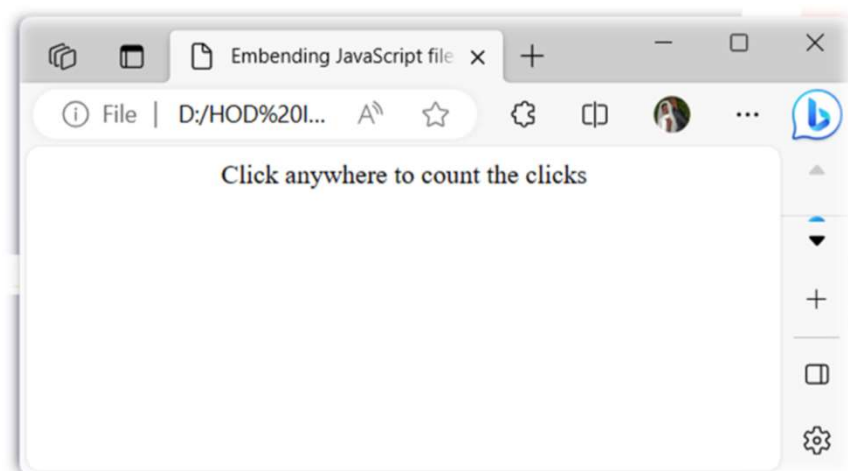 Embending JavaScript file
File | D:/HOD%20I...
Click anywhere to count the clicks